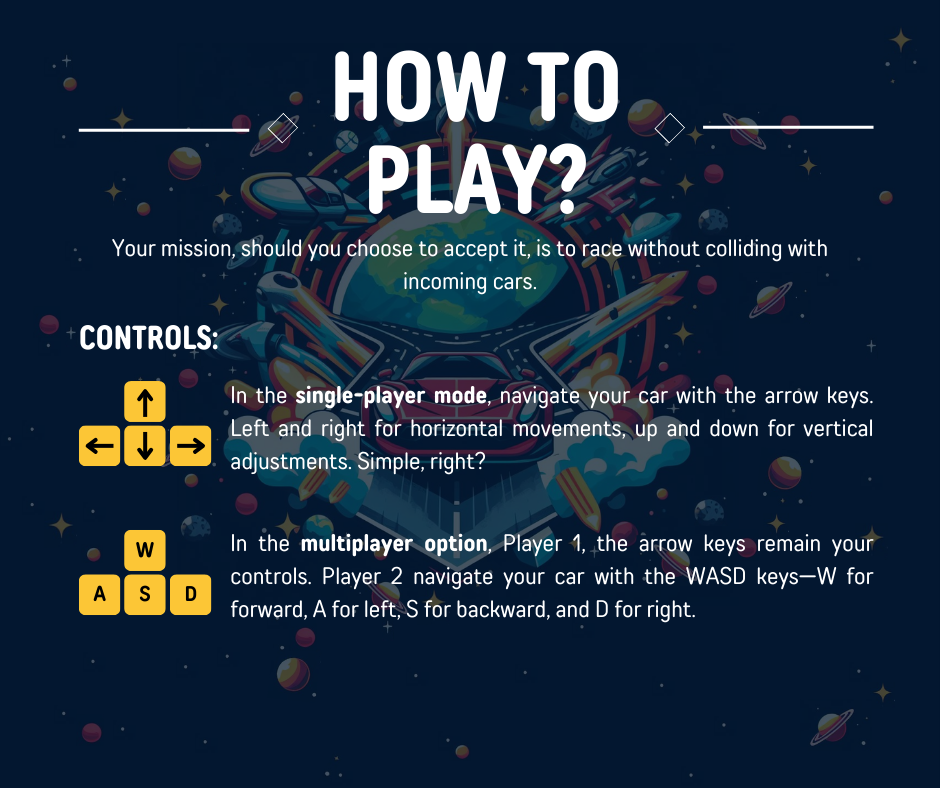 HOW TO
PLAY?
Your mission, should you choose to accept it, is to race without colliding with
incoming cars.
CONTROLS:
↑
← ↓ →
In the single-player mode, navigate your car with the arrow keys.
Left and right for horizontal movements, up and down for vertical
adjustments. Simple, right?
W
A S D
In the multiplayer option, Player 1, the arrow keys remain your
controls. Player 2 navigate your car with the WASD keys—W for
forward, A for left, S for backward, and D for right.